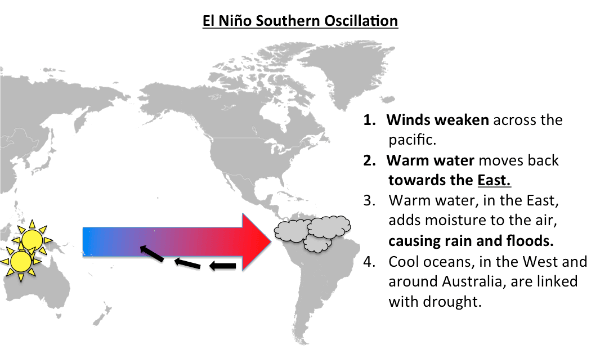 El Niño Southern Oscillation
1. Winds weaken across the
pacific.
2. Warm water moves back
towards the East.
3. Warm water, in the East,
adds moisture to the air,
causing rain and floods.
4. Cool oceans, in the West and
around Australia, are linked
with drought.